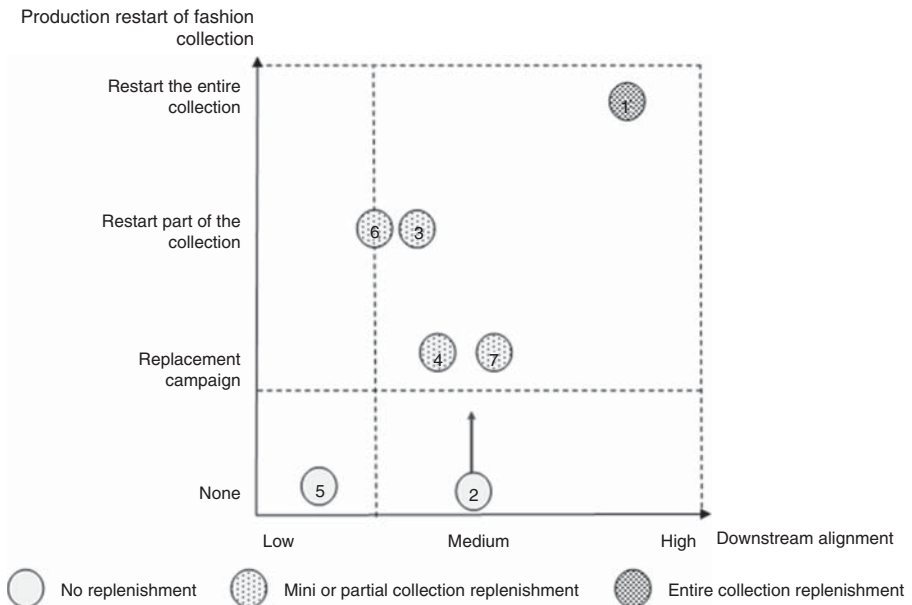 Production restart of fashion
collection
Restart the entire
collection
1
Restart part of the
collection
6 3
Replacement
campaign
4 7
None
5 2
Low Medium High Downstream alignment
No replenishment Mini or partial collection replenishment Entire collection replenishment